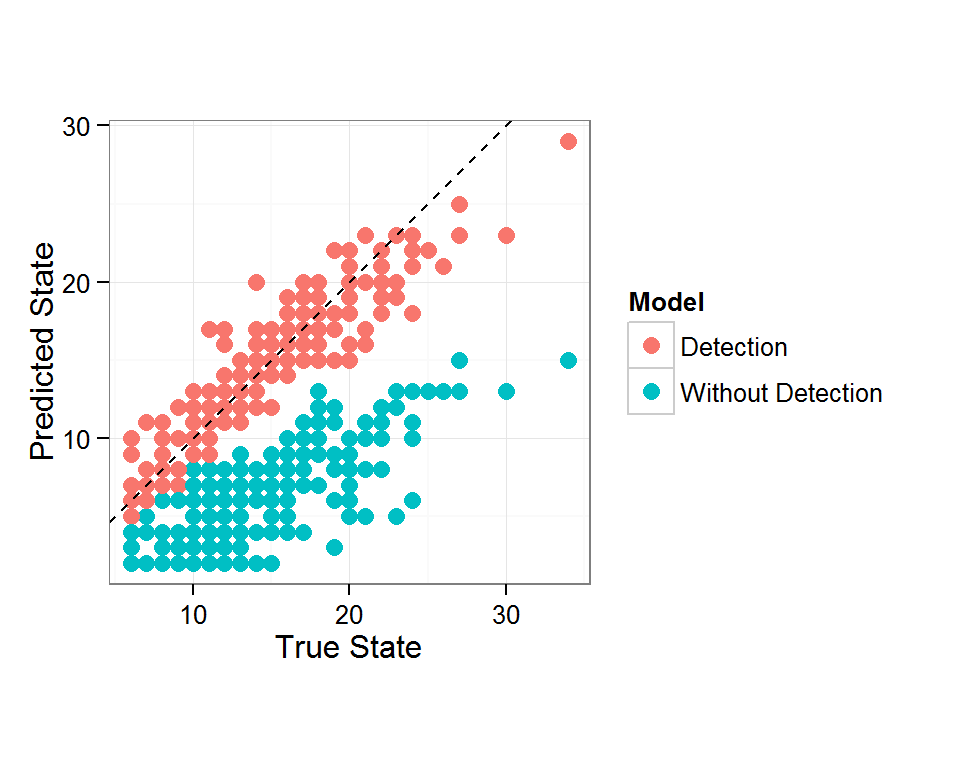 30
20
10
Predicted State
10 20 30
True State
Model
Detection
Without Detection